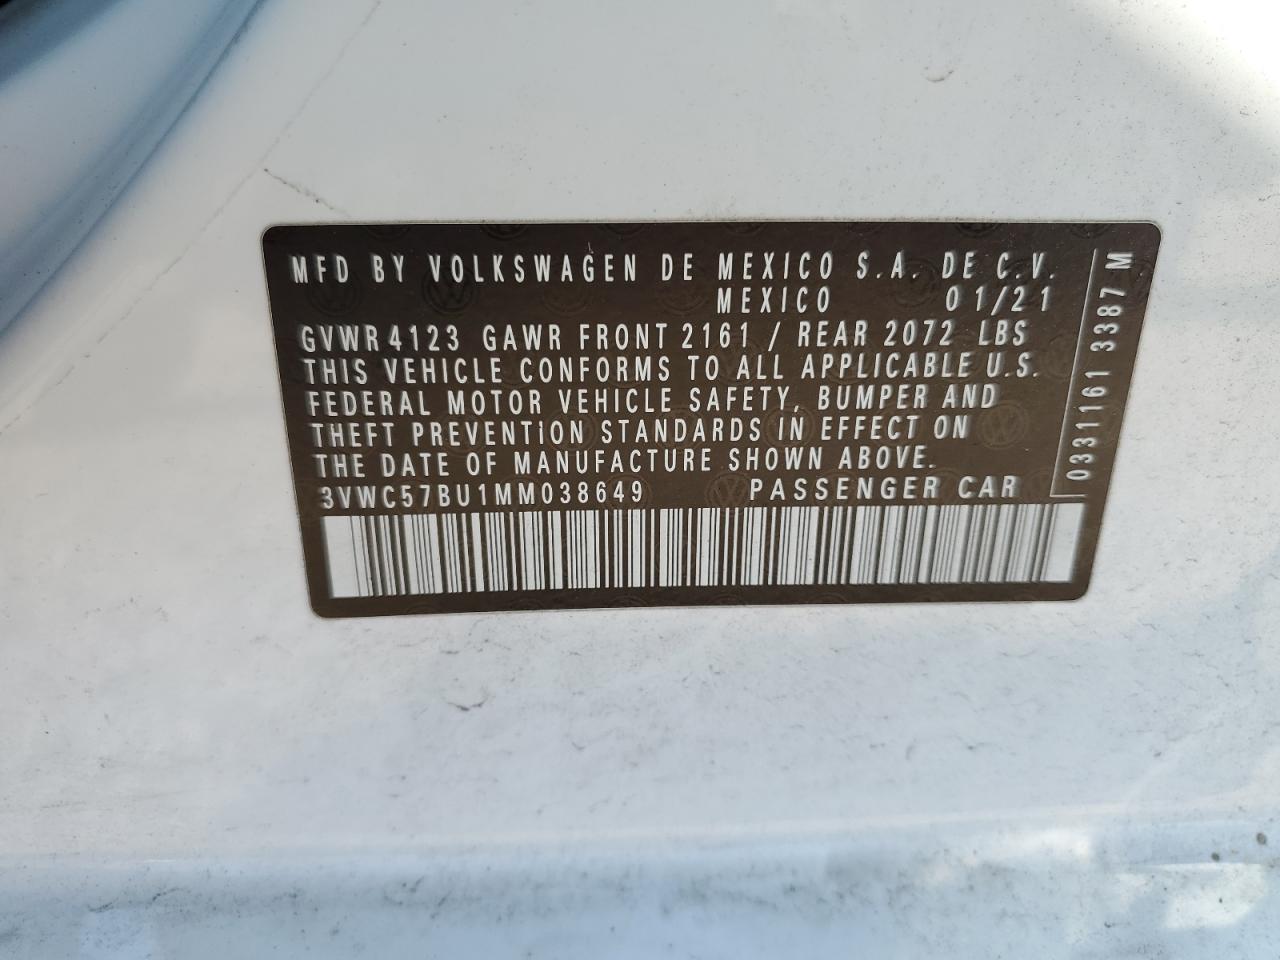 MFD BY VOLKSWAGEN DE MEXICO S.A. DE C.V.
MEXICO 01/21
GVWR 4123 GAWR FRONT 2161 / REAR 2072 LBS
THIS VEHICLE CONFORMS TO ALL APPLICABLE U.S.
FEDERAL MOTOR VEHICLE SAFETY, BUMPER AND
THEFT PREVENTION STANDARDS IN EFFECT ON
THE DATE OF MANUFACTURE SHOWN ABOVE.
3VWC57BU1MM038649 PASSENGER CAR
0331161 3387 M